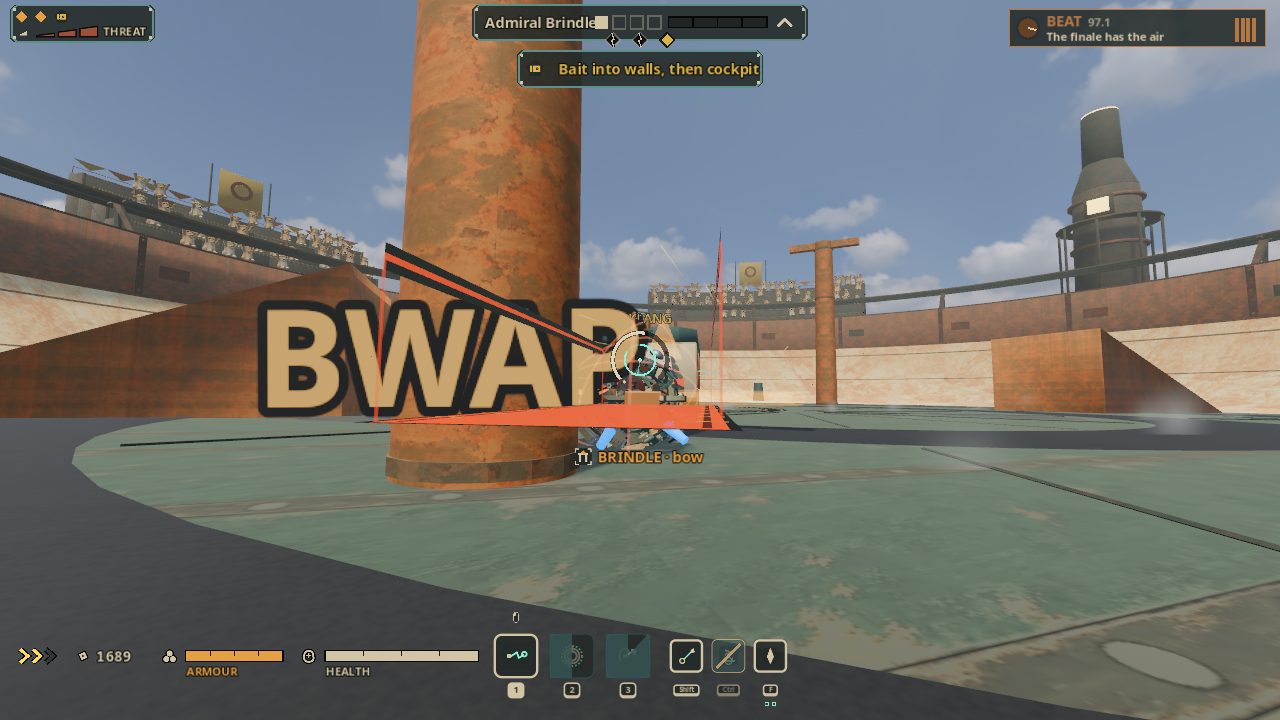 THREAT
Admiral Brindle
Bait into walls, then cockpit
BEAT 97.1
The finale has the air
BWAP
BRINDLE - bow
1689
ARMOUR
HEALTH
1
2
3
Shift
Ctrl
F